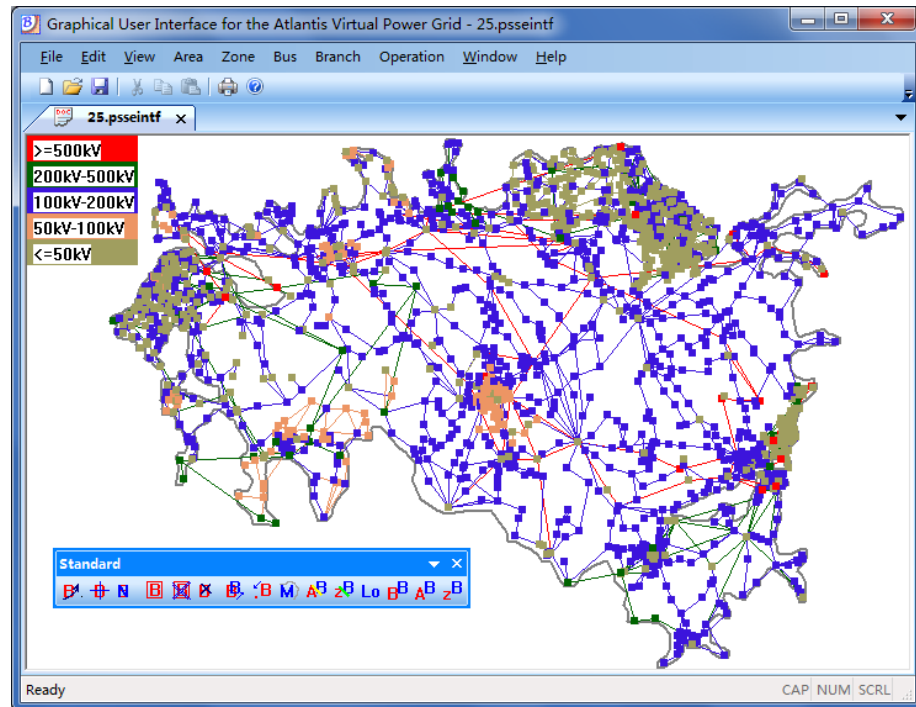 Graphical User Interface for the Atlantis Virtual Power Grid - 25.psseintf
File Edit View Area Zone Bus Branch Operation Window Help
25.psseintf
>=500kV
200kV-500kV
100kV-200kV
50kV-100kV
<=50kV
Standard
Ready CAP NUM SCRL